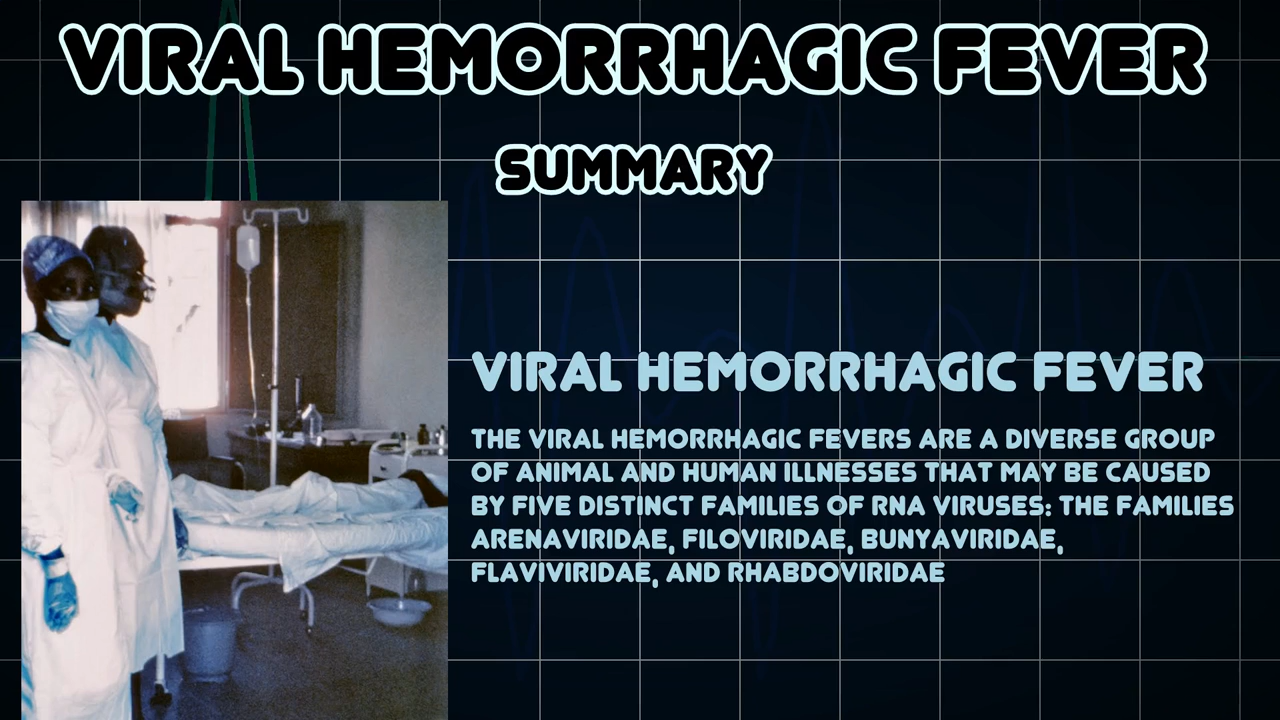 VIRAL HEMORRHAGIC FEVER
SUMMARY
VIRAL HEMORRHAGIC FEVER
THE VIRAL HEMORRHAGIC FEVERS ARE A DIVERSE GROUP
OF ANIMAL AND HUMAN ILLNESSES THAT MAY BE CAUSED
BY FIVE DISTINCT FAMILIES OF RNA VIRUSES: THE FAMILIES
ARENAVIRIDAE, FILOVIRIDAE, BUNYAVIRIDAE,
FLAVIVIRIDAE, AND RHABDOVIRIDAE